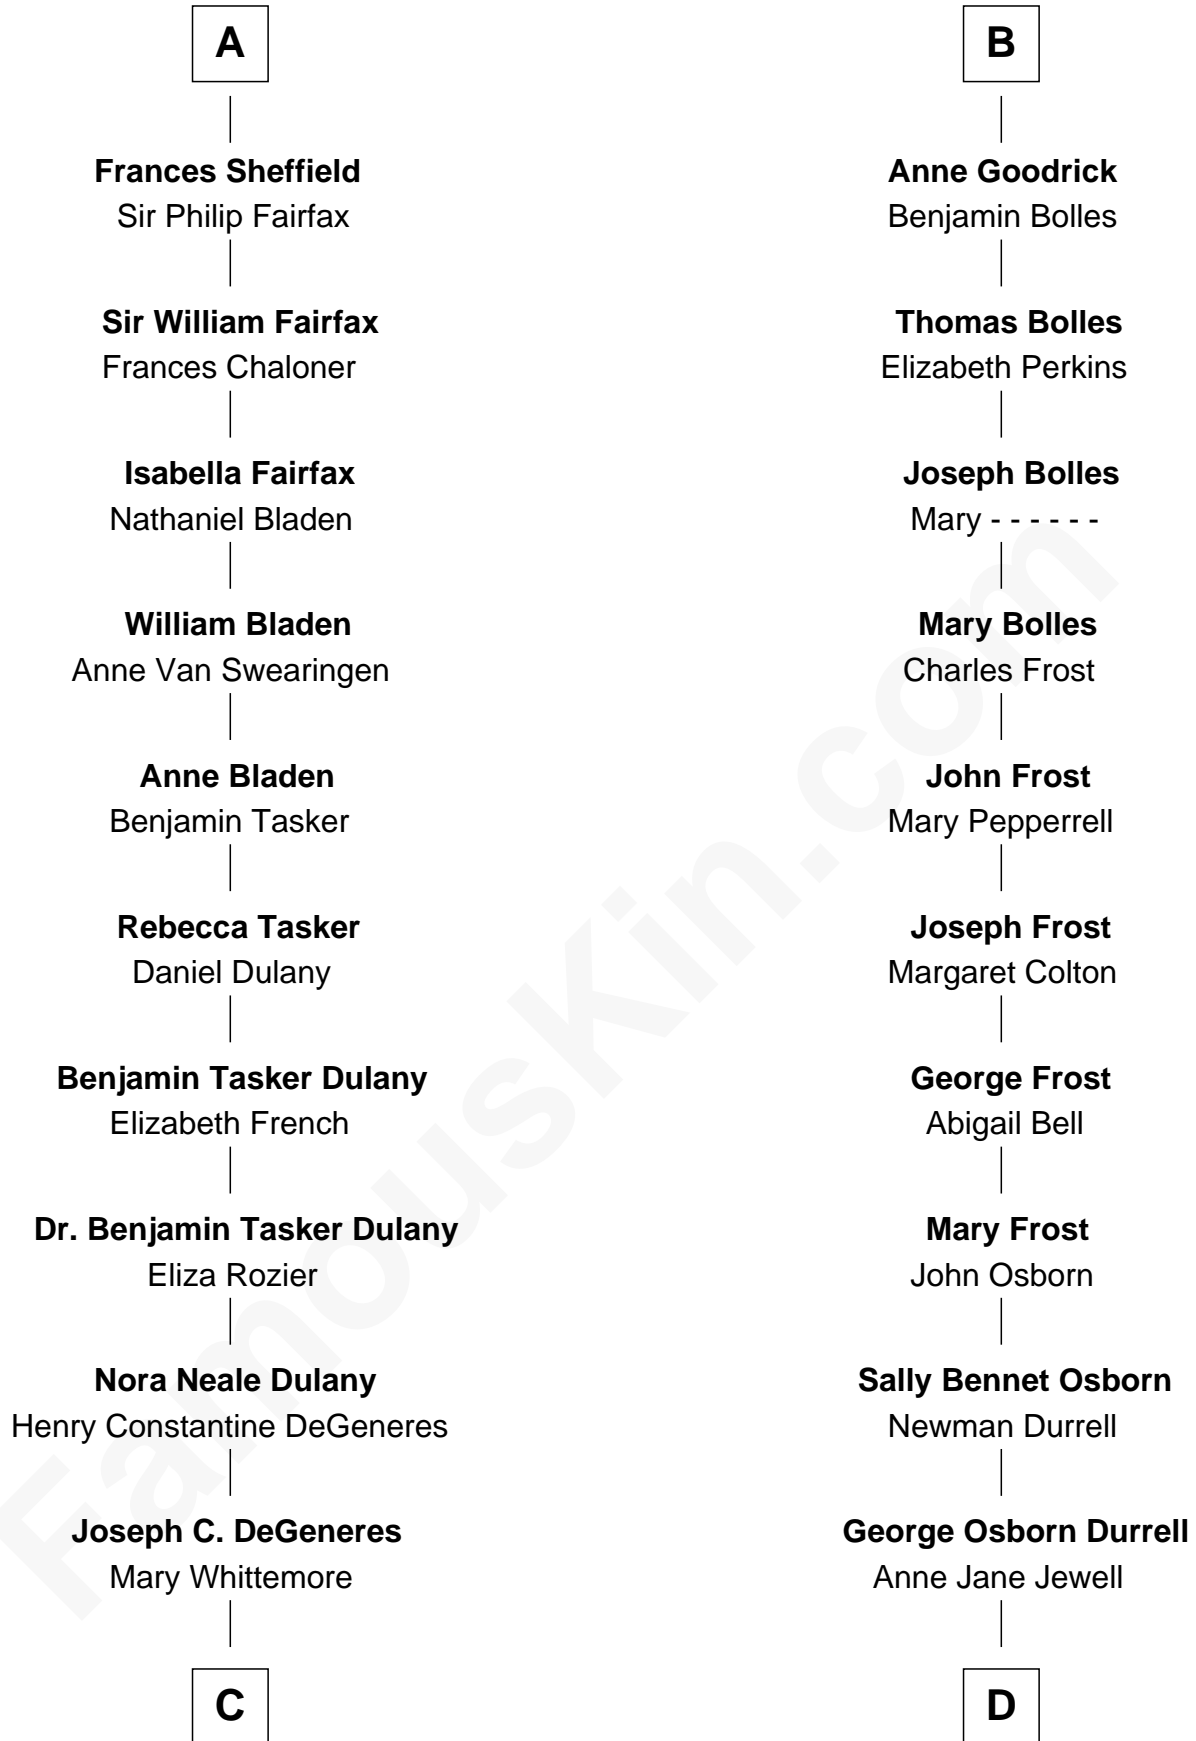 A
Frances Sheffield
Sir Philip Fairfax
Sir William Fairfax
Frances Chaloner
Isabella Fairfax
Nathaniel Bladen
William Bladen
Anne Van Swearingen
Anne Bladen
Benjamin Tasker
Rebecca Tasker
Daniel Dulany
Benjamin Tasker Dulany
Elizabeth French
Dr. Benjamin Tasker Dulany
Eliza Rozier
Nora Neale Dulany
Henry Constantine DeGeneres
Joseph C. DeGeneres
Mary Whittemore
C
B
Anne Goodrick
Benjamin Bolles
Thomas Bolles
Elizabeth Perkins
Joseph Bolles
Mary - - - - - -
Mary Bolles
Charles Frost
John Frost
Mary Pepperrell
Joseph Frost
Margaret Colton
George Frost
Abigail Bell
Mary Frost
John Osborn
Sally Bennet Osborn
Newman Durrell
George Osborn Durrell
Anne Jane Jewell
D
FamousKin.com